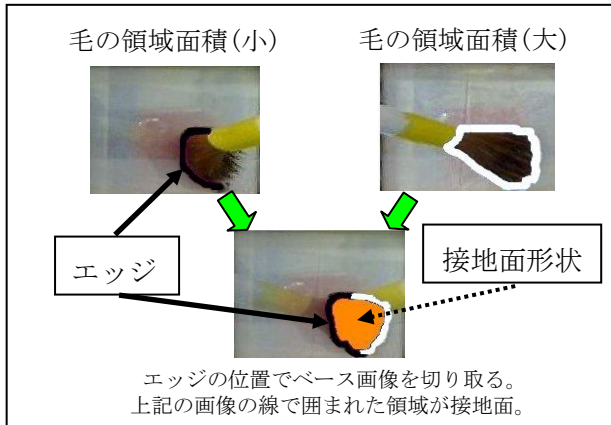 毛の領域面積(小)
毛の領域面積(大)
エッジ
接地面形状
エッジの位置でベース画像を切り取る。
上記の画像の線で囲まれた領域が接地面。